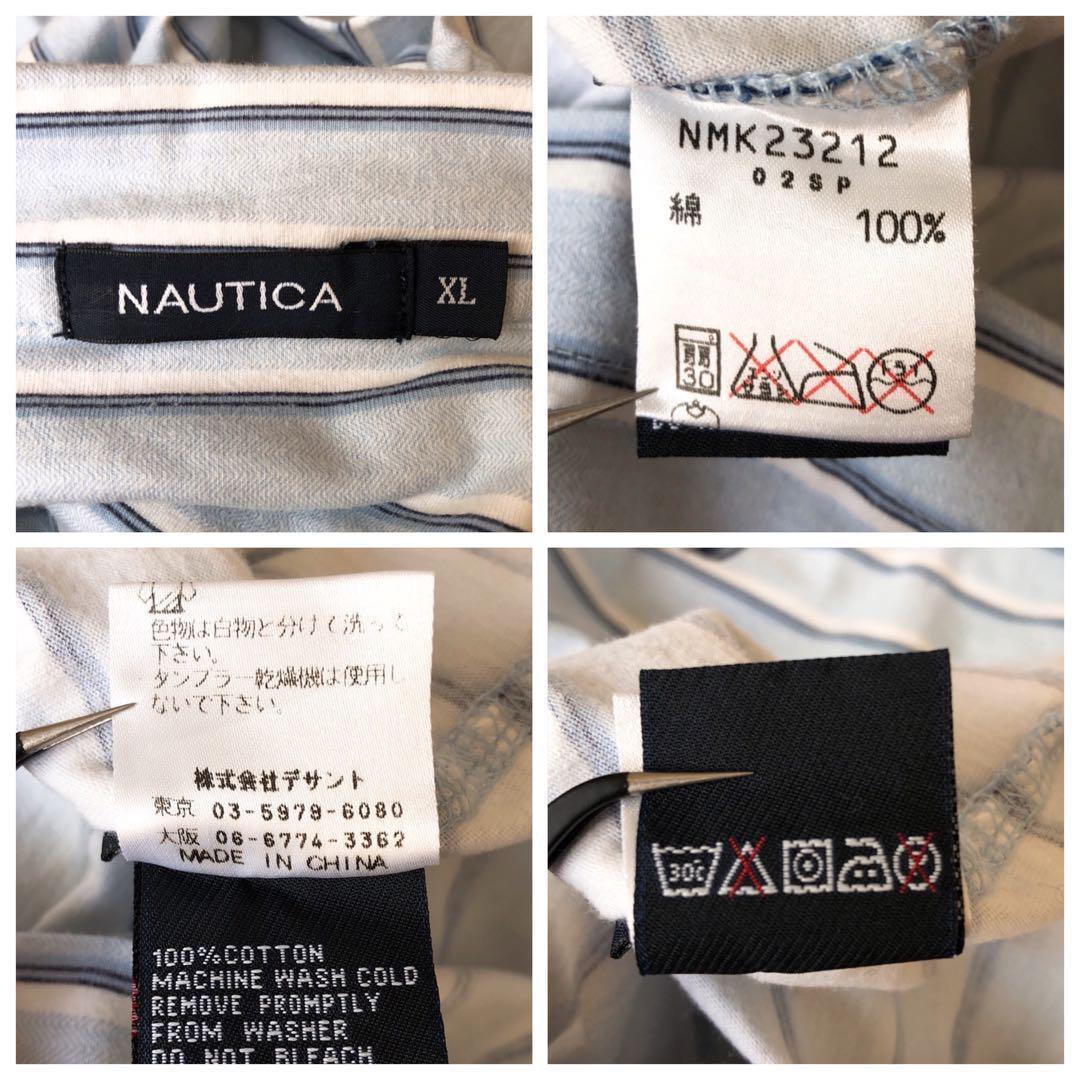 NAUTICA XL
NMK23212
02SP
綿 100%
30
30C
色物は白物と分けて洗って
下さい。
タンブラー乾燥機は使用し
ないで下さい。
株式会社デサント
東京 03-5979-6080
大阪 06-6774-3362
MADE IN CHINA
100%COTTON
MACHINE WASH COLD
REMOVE PROMPTLY
FROM WASHER
DO NOT BLEACH